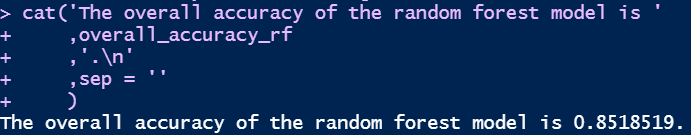 > cat('The overall accuracy of the random forest model is '
+     ,overall_accuracy_rf
+     ,'.\n'
+     ,sep = ''
+     )
The overall accuracy of the random forest model is 0.8518519.